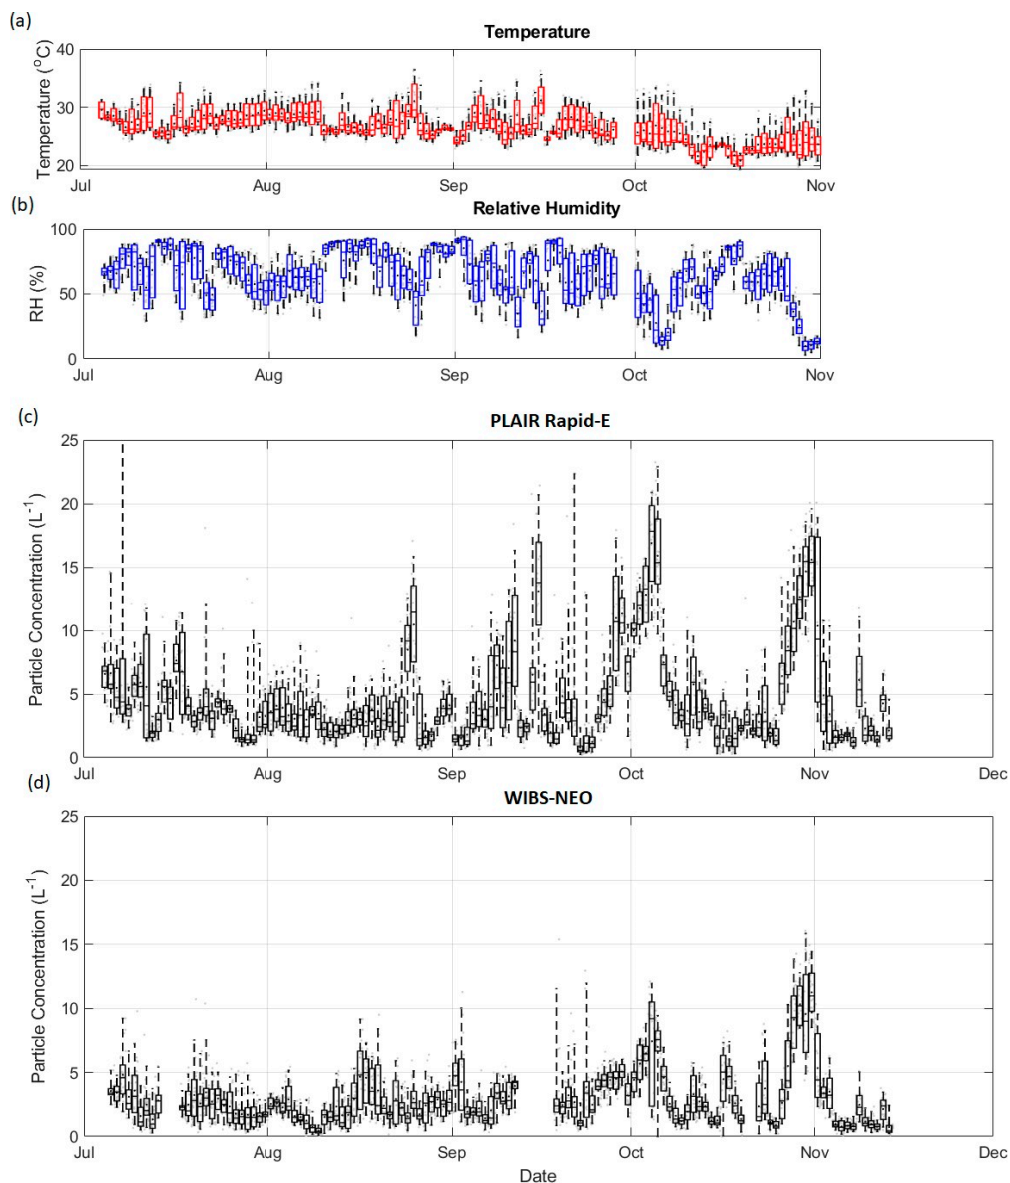 (a)
Temperature
Temperature (°C)
40
30
20
Jul Aug Sep Oct Nov
(b)
Relative Humidity
RH (%)
100
50
0
Jul Aug Sep Oct Nov
(c)
PLAIR Rapid-E
Particle Concentration (L⁻¹)
25
20
15
10
5
0
Jul Aug Sep Oct Nov Dec
(d)
WIBS-NEO
Particle Concentration (L⁻¹)
25
20
15
10
5
0
Jul Aug Sep Oct Nov Dec
Date